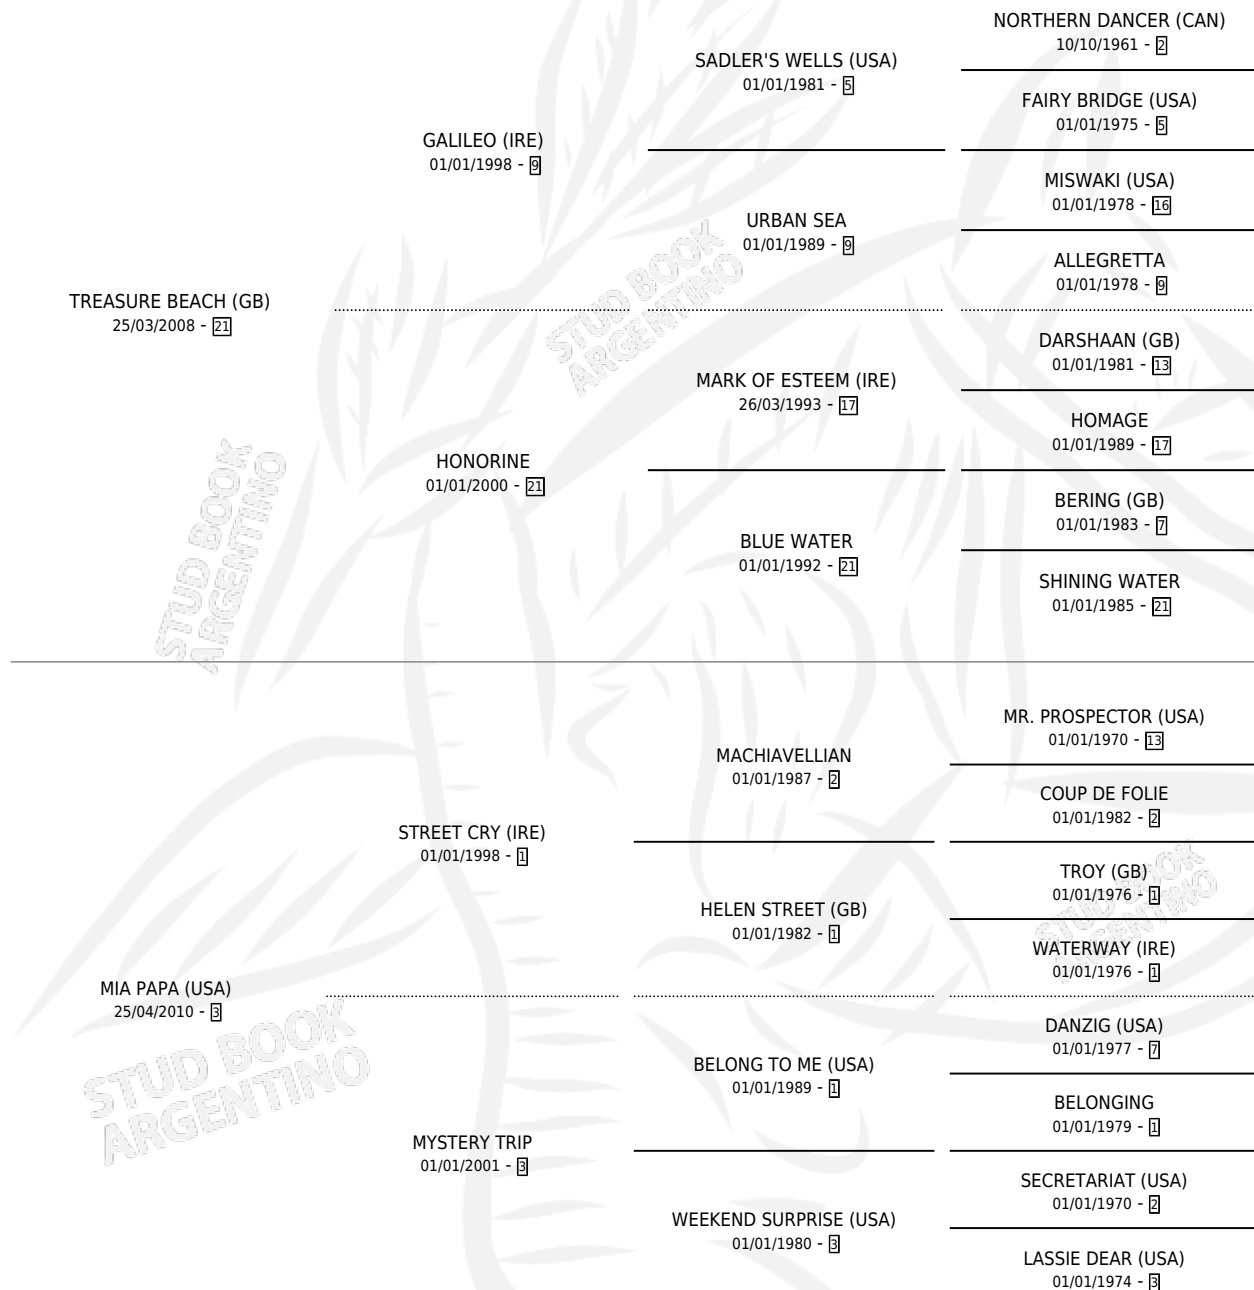 TREASURE BEACH (GB)
25/03/2008 - 21
GALILEO (IRE)
01/01/1998 - 9
HONORINE
01/01/2000 - 21
SADLER'S WELLS (USA)
01/01/1981 - 5
URBAN SEA
01/01/1989 - 9
MARK OF ESTEEM (IRE)
26/03/1993 - 17
BLUE WATER
01/01/1992 - 21
NORTHERN DANCER (CAN)
10/10/1961 - 2
FAIRY BRIDGE (USA)
01/01/1975 - 5
MISWAKI (USA)
01/01/1978 - 16
ALLEGRETTA
01/01/1978 - 9
DARSHAAN (GB)
01/01/1981 - 13
HOMAGE
01/01/1989 - 17
BERING (GB)
01/01/1983 - 7
SHINING WATER
01/01/1985 - 21
MIA PAPA (USA)
25/04/2010 - 3
STREET CRY (IRE)
01/01/1998 - 1
MYSTERY TRIP
01/01/2001 - 3
MACHIAVELLIAN
01/01/1987 - 2
HELEN STREET (GB)
01/01/1982 - 1
BELONG TO ME (USA)
01/01/1989 - 1
WEEKEND SURPRISE (USA)
01/01/1980 - 3
MR. PROSPECTOR (USA)
01/01/1970 - 13
COUP DE FOLIE
01/01/1982 - 2
TROY (GB)
01/01/1976 - 1
WATERWAY (IRE)
01/01/1976 - 1
DANZIG (USA)
01/01/1977 - 7
BELONGING
01/01/1979 - 1
SECRETARIAT (USA)
01/01/1970 - 2
LASSIE DEAR (USA)
01/01/1974 - 3
STUD BOOK
ARGENTINO
STUD BOOK
ARGENTINO
STUD BOOK
ARGENTINO
STUD BOOK
ARGENTINO